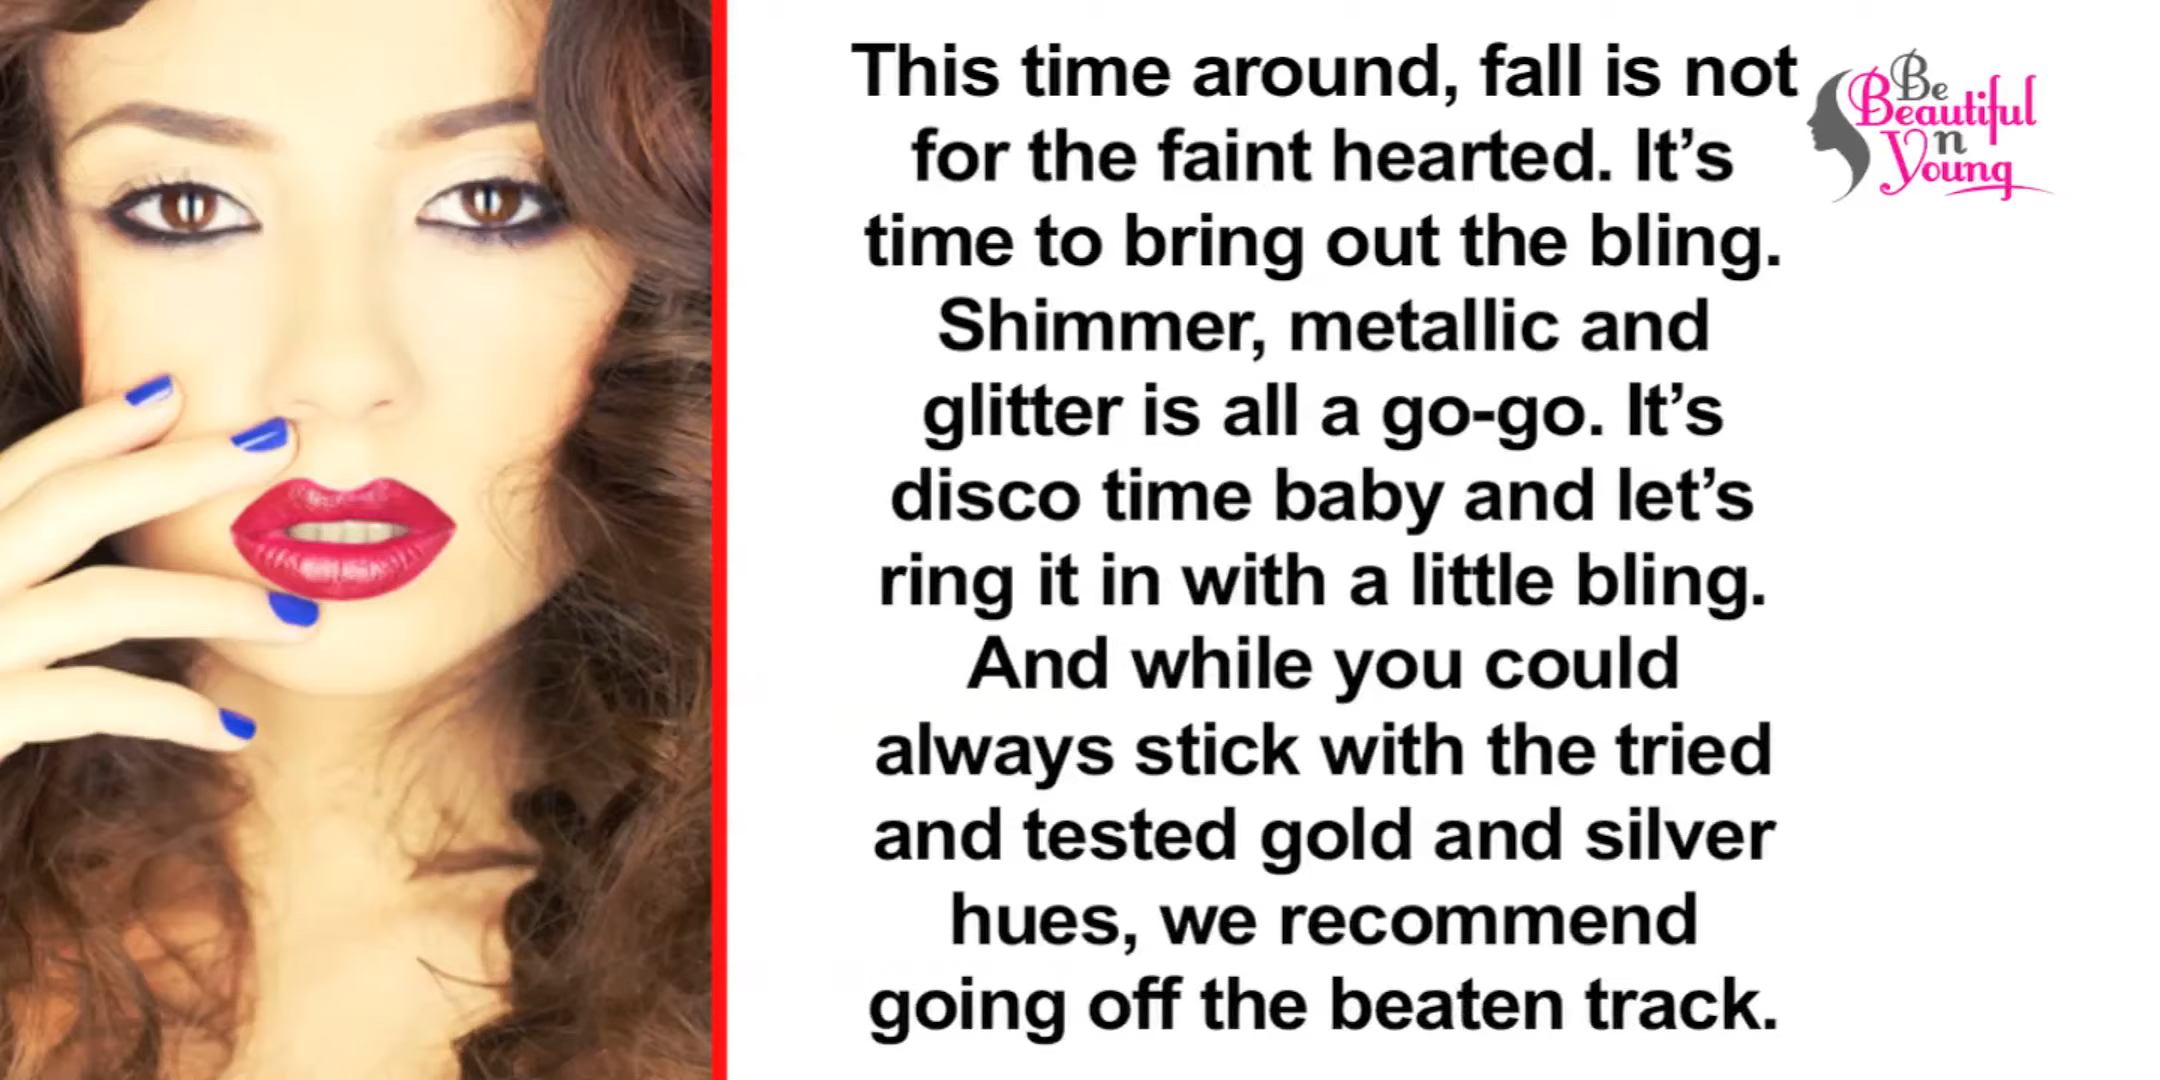 This time around, fall is not
for the faint hearted. It’s
time to bring out the bling.
Shimmer, metallic and
glitter is all a go-go. It’s
disco time baby and let’s
ring it in with a little bling.
And while you could
always stick with the tried
and tested gold and silver
hues, we recommend
going off the beaten track.
Be
Beautiful
n
Young